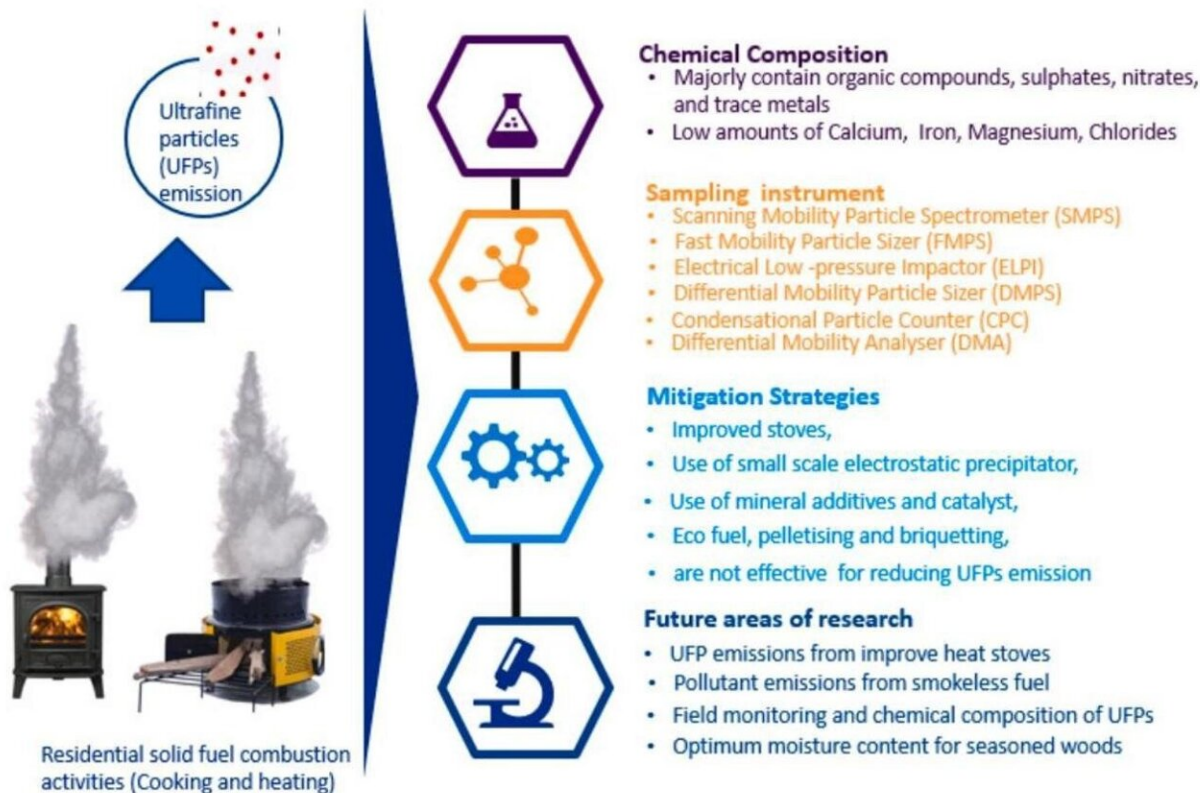 Ultrafine
particles
(UFPs)
emission
Residential solid fuel combustion
activities (Cooking and heating)
Chemical Composition
• Majorly contain organic compounds, sulphates, nitrates,
and trace metals
• Low amounts of Calcium, Iron, Magnesium, Chlorides
Sampling instrument
• Scanning Mobility Particle Spectrometer (SMPS)
• Fast Mobility Particle Sizer (FMPS)
• Electrical Low -pressure Impactor (ELPI)
• Differential Mobility Particle Sizer (DMPS)
• Condensational Particle Counter (CPC)
• Differential Mobility Analyser (DMA)
Mitigation Strategies
• Improved stoves,
• Use of small scale electrostatic precipitator,
• Use of mineral additives and catalyst,
• Eco fuel, pelletising and briquetting,
• are not effective for reducing UFPs emission
Future areas of research
• UFP emissions from improve heat stoves
• Pollutant emissions from smokeless fuel
• Field monitoring and chemical composition of UFPs
• Optimum moisture content for seasoned woods